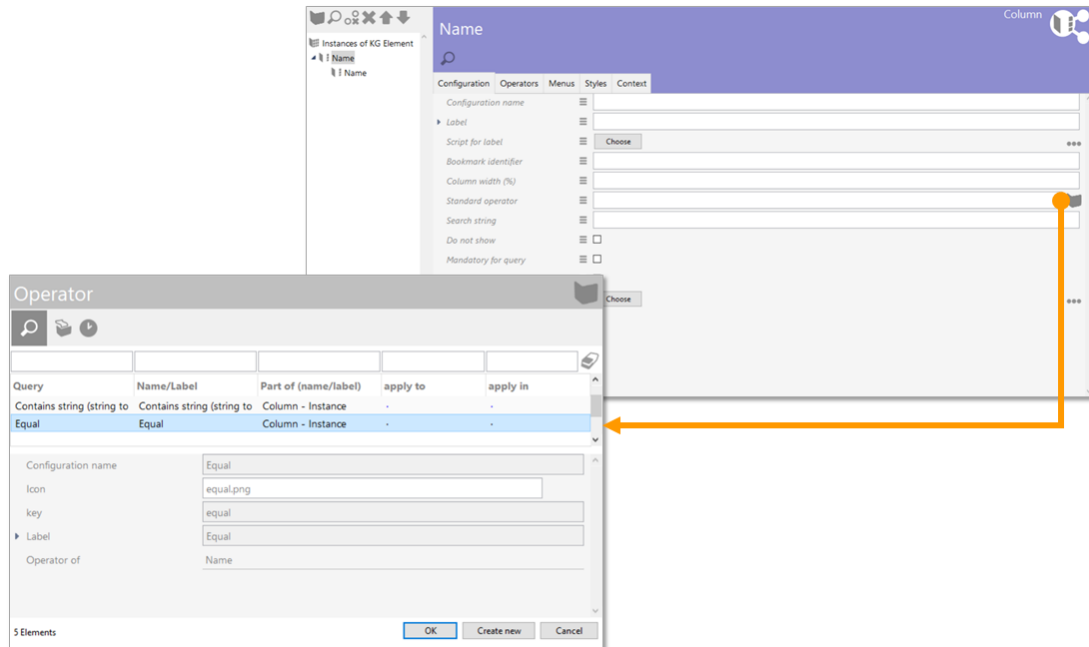 Column
Name
Instances of KG Element
Name
Name
Configuration Operators Menus Styles Context
Configuration name
Label
Script for label Choose
Bookmark identifier
Column width (%)
Standard operator
Search string
Do not show
Mandatory for query
Choose
Operator
Query Name/Label Part of (name/label) apply to apply in
Contains string (string to Contains string (string to Column - Instance
Equal Equal Column - Instance
Configuration name Equal
Icon equal.png
key equal
Label Equal
Operator of Name
5 Elements OK Create new Cancel